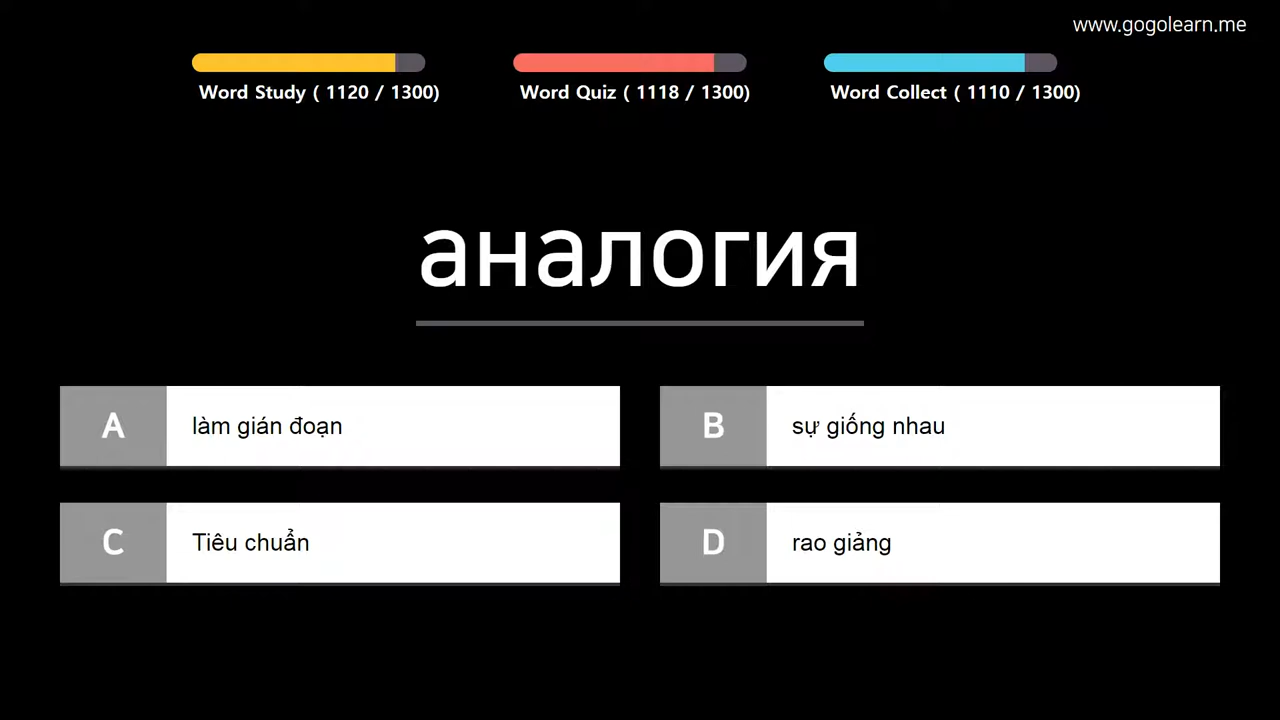 www.gogolearn.me
Word Study ( 1120 / 1300)
Word Quiz ( 1118 / 1300)
Word Collect ( 1110 / 1300)
аналогия
A làm gián đoạn
B sự giống nhau
C Tiêu chuẩn
D rao giảng